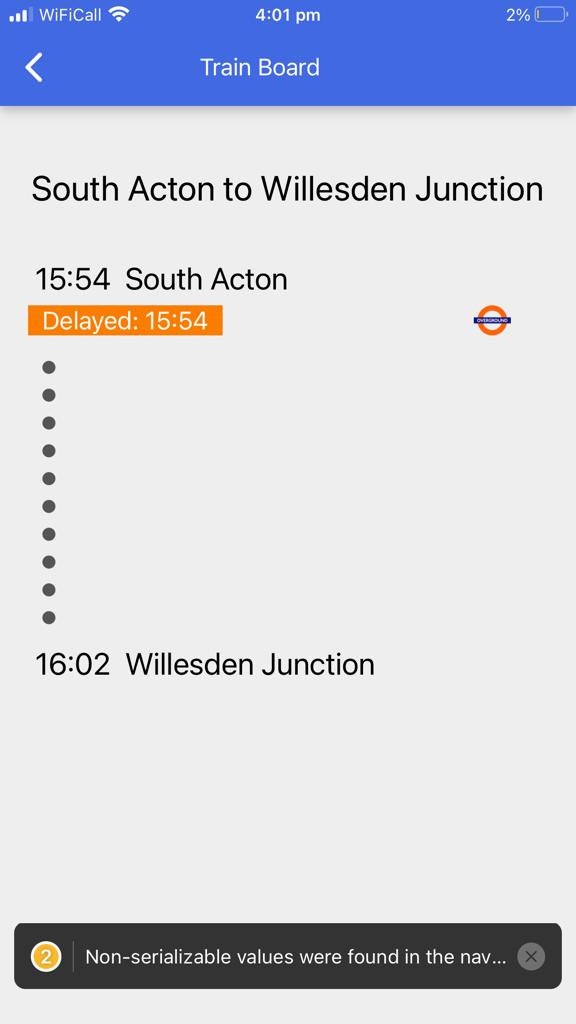 WiFiCall 4:01 pm 2%
Train Board
South Acton to Willesden Junction
15:54 South Acton
Delayed: 15:54
OVERGROUND
16:02 Willesden Junction
2 Non-serializable values were found in the nav...